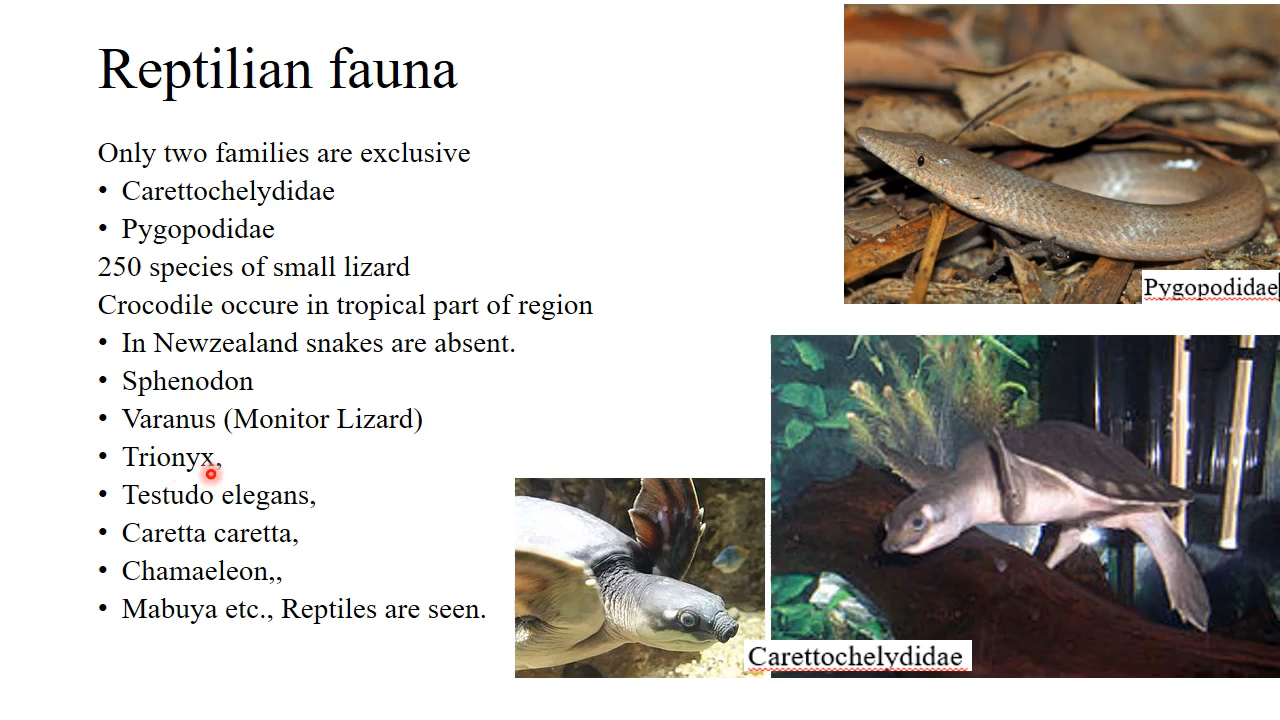 Reptilian fauna
Only two families are exclusive
• Carettochelydidae
• Pygopodidae
250 species of small lizard
Crocodile occure in tropical part of region
• In Newzealand snakes are absent.
• Sphenodon
• Varanus (Monitor Lizard)
• Trionyx,
• Testudo elegans,
• Caretta caretta,
• Chamaeleon,,
• Mabuya etc., Reptiles are seen.
Pygopodidae
Carettochelydidae